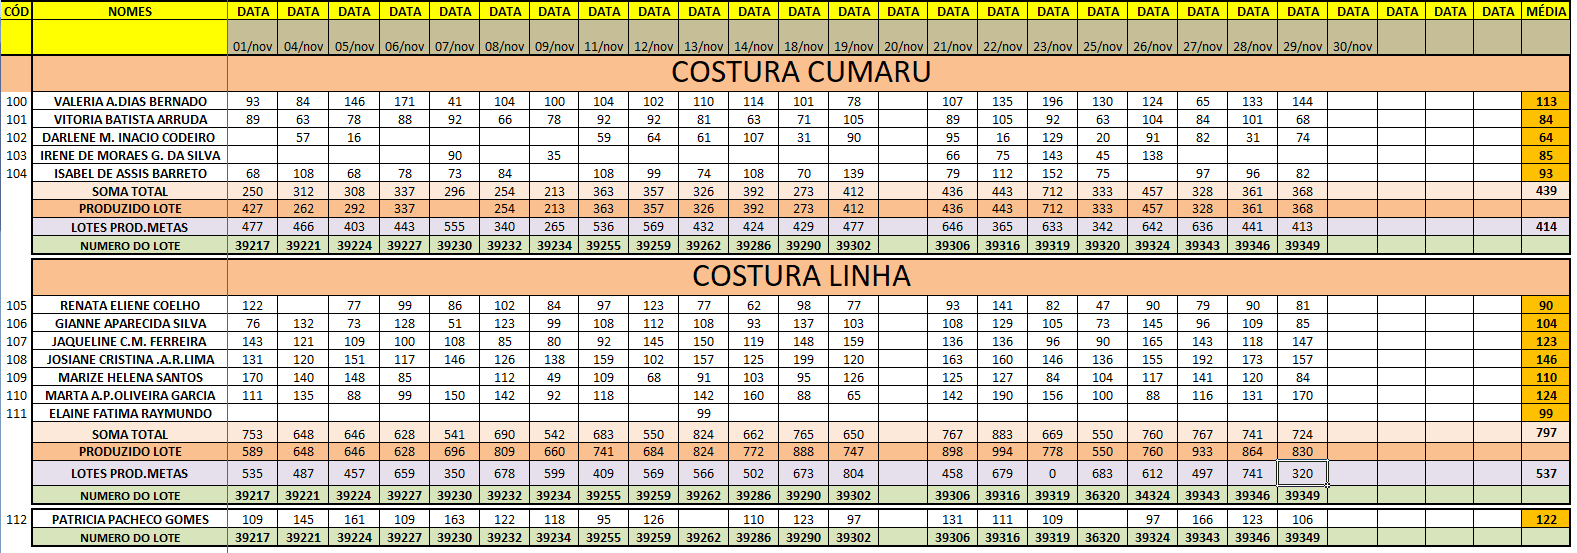 CÓD NOMES DATA DATA DATA DATA DATA DATA DATA DATA DATA DATA DATA DATA DATA DATA DATA DATA DATA DATA DATA DATA DATA DATA DATA DATA DATA DATA MÉDIA
01/nov 04/nov 05/nov 06/nov 07/nov 08/nov 09/nov 11/nov 12/nov 13/nov 14/nov 18/nov 19/nov 20/nov 21/nov 22/nov 23/nov 25/nov 26/nov 27/nov 28/nov 29/nov 30/nov
COSTURA CUMARU
100 VALERIA A.DIAS BERNADO 93 84 146 171 41 104 100 104 102 110 114 101 78 107 135 196 130 124 65 133 144 113
101 VITORIA BATISTA ARRUDA 89 63 78 88 92 66 78 92 92 81 63 71 105 89 105 92 63 104 84 101 68 84
102 DARLENE M. INACIO CODEIRO 57 16 59 64 61 107 31 90 95 16 129 20 91 82 31 74 64
103 IRENE DE MORAES G. DA SILVA 90 35 66 75 143 45 138 85
104 ISABEL DE ASSIS BARRETO 68 108 68 78 73 84 108 99 74 108 70 139 79 112 152 75 97 96 82 93
SOMA TOTAL 250 312 308 337 296 254 213 363 357 326 392 273 412 436 443 712 333 457 328 361 368 439
PRODUZIDO LOTE 427 262 292 337 254 213 363 357 326 392 273 412 436 443 712 333 457 328 361 368
LOTES PROD.METAS 477 466 403 443 555 340 265 536 569 432 424 429 477 646 365 633 342 642 636 441 413 414
NUMERO DO LOTE 39217 39221 39224 39227 39230 39232 39234 39255 39259 39262 39286 39290 39302 39306 39316 39319 39320 39324 39343 39346 39349
COSTURA LINHA
105 RENATA ELIENE COELHO 122 77 99 86 102 84 97 123 77 62 98 77 93 141 82 47 90 79 90 81 90
106 GIANNE APARECIDA SILVA 76 132 73 128 51 123 99 108 112 108 93 137 103 108 129 105 73 145 96 109 85 104
107 JAQUELINE C.M. FERREIRA 143 121 109 100 108 85 80 92 145 150 119 148 159 136 136 96 90 165 143 118 147 123
108 JOSIANE CRISTINA .A.R.LIMA 131 120 151 117 146 126 138 159 102 157 125 199 120 163 160 146 136 155 192 173 157 146
109 MARIZE HELENA SANTOS 170 140 148 85 112 49 109 68 91 103 95 126 125 127 84 104 117 141 120 84 110
110 MARTA A.P.OLIVEIRA GARCIA 111 135 88 99 150 142 92 118 142 160 88 65 142 190 156 100 88 116 131 170 124
111 ELAINE FATIMA RAYMUNDO 99 99
SOMA TOTAL 753 648 646 628 541 690 542 683 550 824 662 765 650 767 883 669 550 760 767 741 724 797
PRODUZIDO LOTE 589 648 646 628 696 809 660 741 684 824 772 888 747 898 994 778 550 760 933 864 830
LOTES PROD.METAS 535 487 457 659 350 678 599 409 569 566 502 673 804 458 679 0 683 612 497 741 320 537
NUMERO DO LOTE 39217 39221 39224 39227 39230 39232 39234 39255 39259 39262 39286 39290 39302 39306 39316 39319 36320 34324 39343 39346 39349
112 PATRICIA PACHECO GOMES 109 145 161 109 163 122 118 95 126 110 123 97 131 111 109 97 166 123 106 122
NUMERO DO LOTE 39217 39221 39224 39227 39230 39232 39234 39255 39259 39262 39286 39290 39302 39306 39316 39319 36320 39324 39343 39346 39349